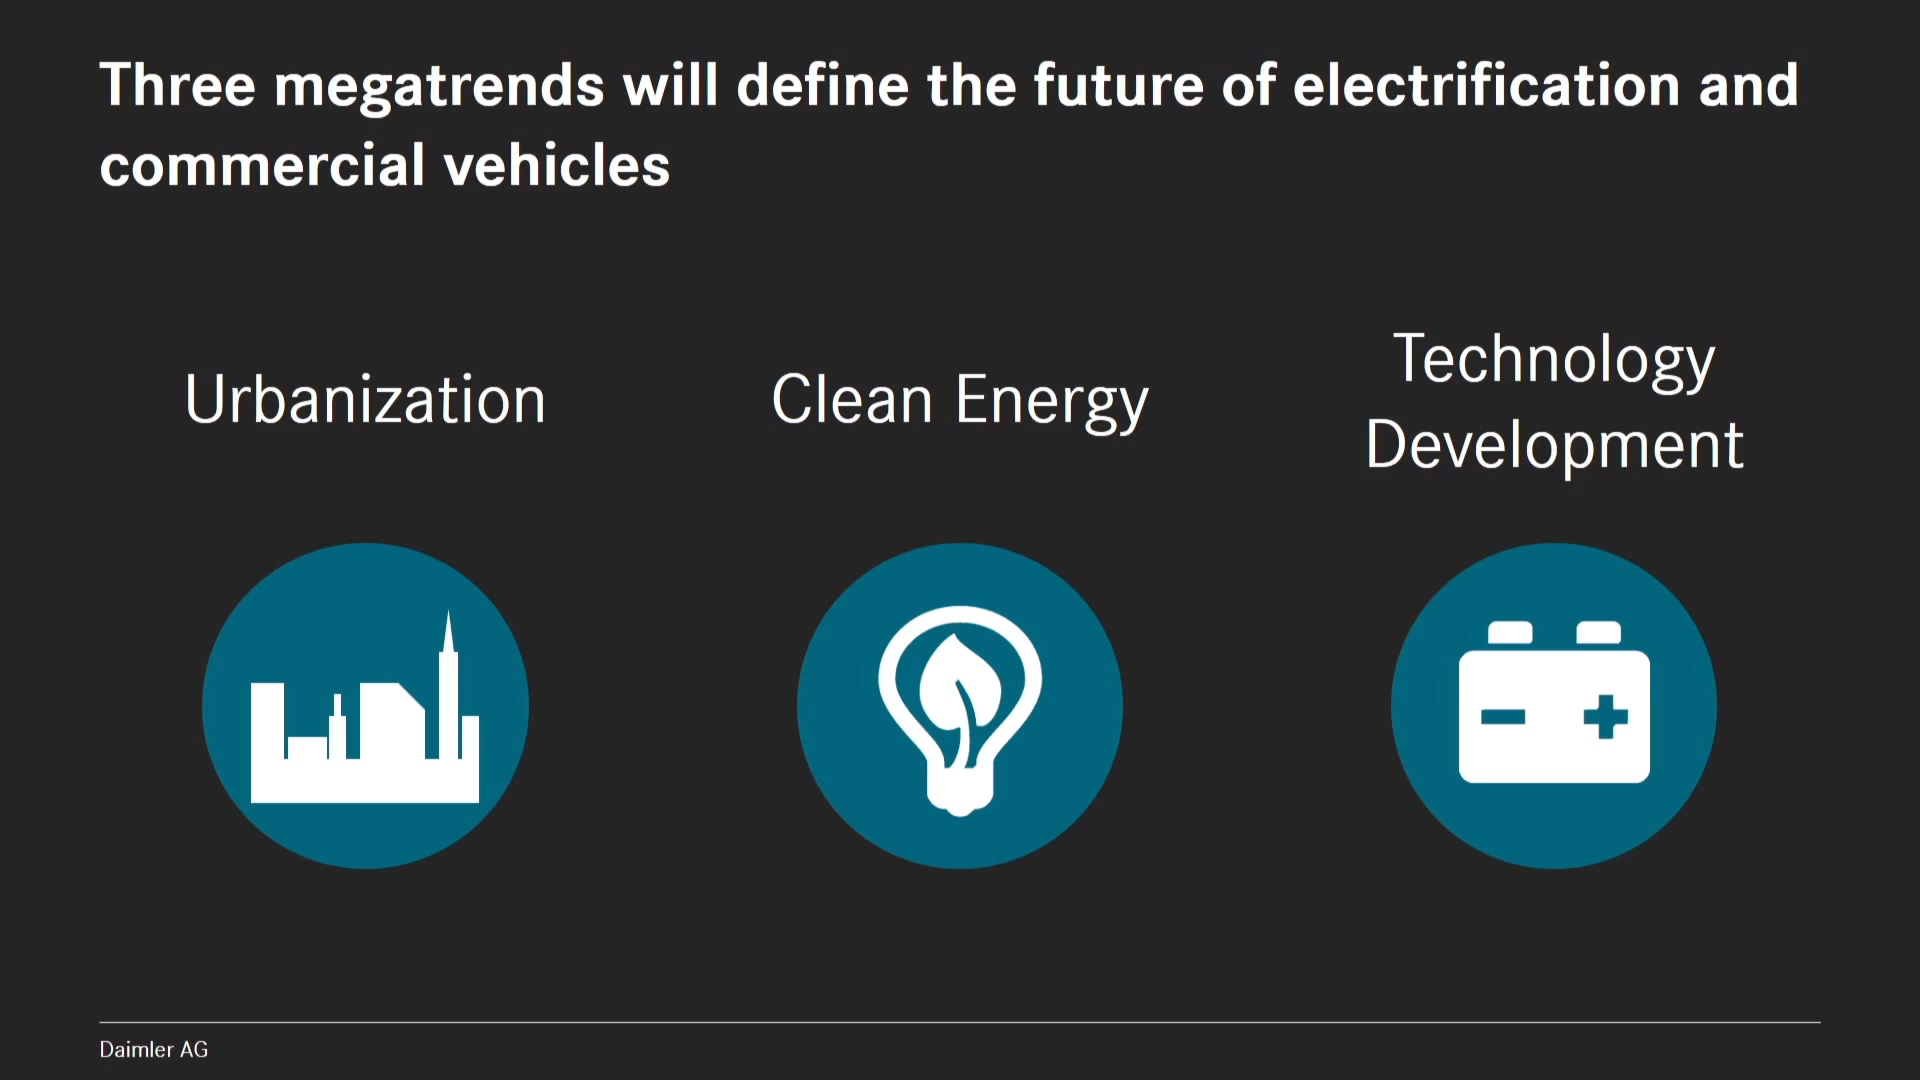 Three megatrends will define the future of electrification and
commercial vehicles
Urbanization
Clean Energy
Technology
Development
Daimler AG